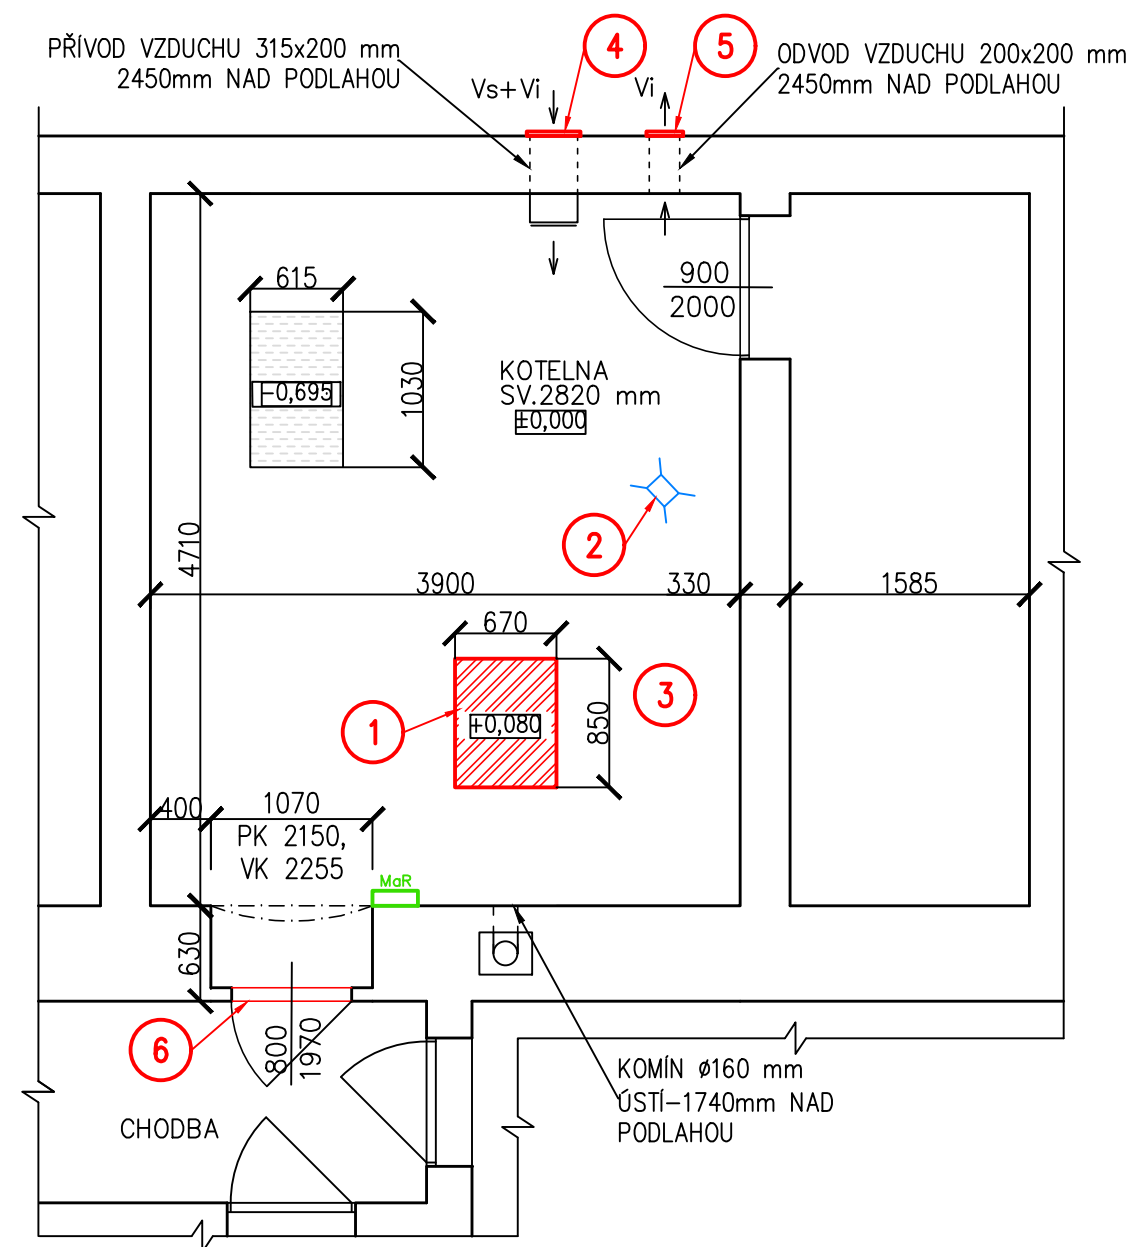 PŘÍVOD VZDUCHU 315x200 mm
2450mm NAD PODLAHOU
4
5
ODVOD VZDUCHU 200x200 mm
2450mm NAD PODLAHOU
Vs+Vi
Vi
615
900
2000
-0,695
1030
KOTELNA
SV.2820 mm
±0,000
2
4710
3900
330
1585
670
3
1
+0,080
850
400
1070
PK 2150,
VK 2255
MaR
630
6
800
1970
KOMÍN ø160 mm
ÚSTÍ-1740mm NAD
PODLAHOU
CHODBA